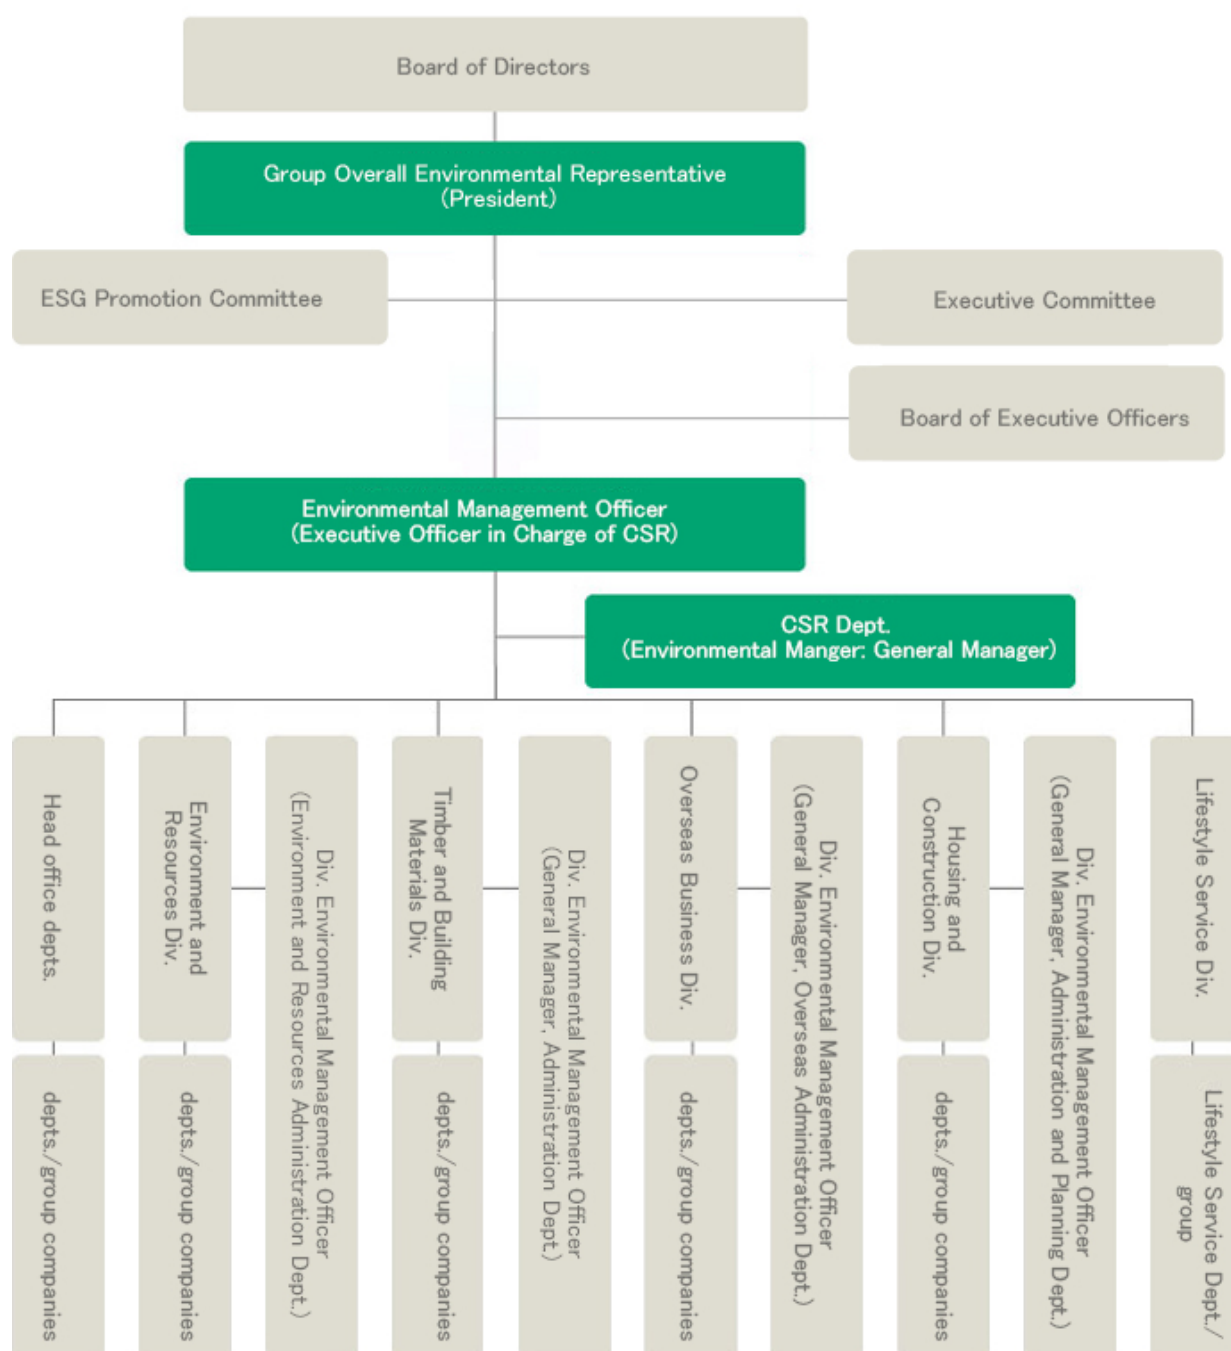 Board of Directors
Group Overall Environmental Representative
(President)
ESG Promotion Committee
Executive Committee
Board of Executive Officers
Environmental Management Officer
(Executive Officer in Charge of CSR)
CSR Dept.
(Environmental Manger: General Manager)
Head office depts.
Environment and
Resources Div.
Div. Environmental Management Officer
(Environment and Resources Administration Dept.)
Timber and Building
Materials Div.
Div. Environmental Management Officer
(General Manager, Administration Dept.)
Overseas Business Div.
Div. Environmental Management Officer
(General Manager, Overseas Administration Dept.)
Housing and
Construction Div.
Div. Environmental Management Officer
(General Manager, Administration and Planning Dept.)
Lifestyle Service Div.
depts./group companies
depts./group companies
depts./group companies
depts./group companies
depts./group companies
Lifestyle Service Dept./
group